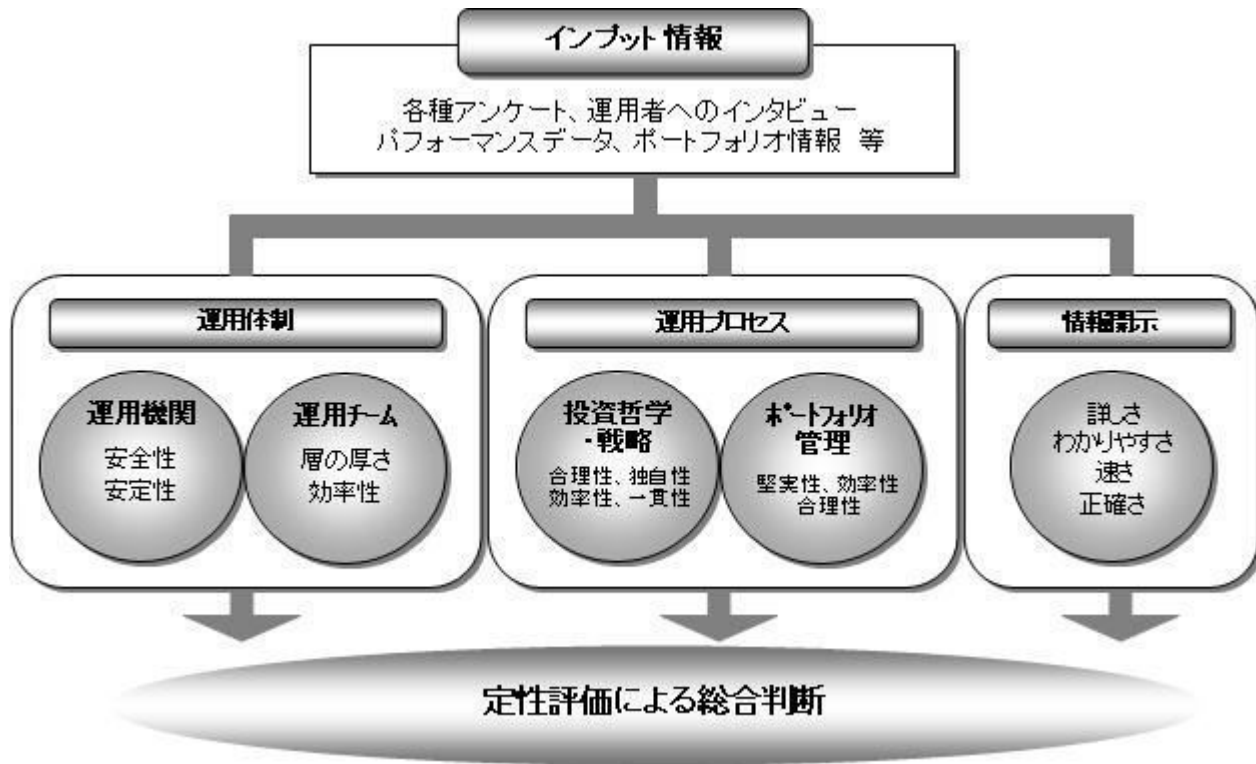 インプット情報
各種アンケート、運用者へのインタビュー
パフォーマンスデータ、ポートフォリオ情報 等
運用体制
運用機関
安全性
安定性
運用チーム
層の厚さ
効率性
運用プロセス
投資哲学
・戦略
合理性、独自性
効率性、一貫性
ポートフォリオ
管理
堅実性、効率性
合理性
情報開示
詳しさ
わかりやすさ
速さ
正確さ
定性評価による総合判断